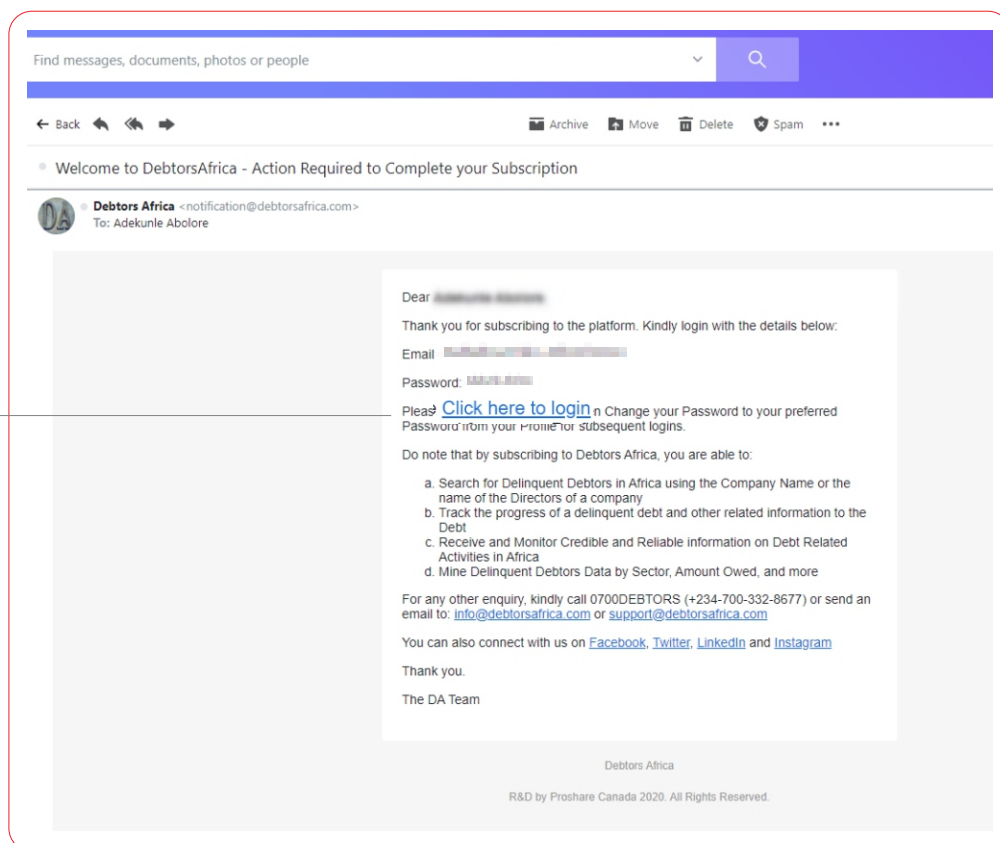 Find messages, documents, photos or people
Back
Archive Move Delete Spam
Welcome to DebtorsAfrica - Action Required to Complete your Subscription
DA
Debtors Africa <notification@debtorsafrica.com>
To: Adekunle Abolore
Dear
Thank you for subscribing to the platform. Kindly login with the details below:
Email
Password:
Click here to login n Change your Password to your preferred
Password from your Profile for subsequent logins.
Do note that by subscribing to Debtors Africa, you are able to:
a. Search for Delinquent Debtors in Africa using the Company Name or the
name of the Directors of a company
b. Track the progress of a delinquent debt and other related information to the
Debt
c. Receive and Monitor Credible and Reliable information on Debt Related
Activities in Africa
d. Mine Delinquent Debtors Data by Sector, Amount Owed, and more
For any other enquiry, kindly call 0700DEBTORS (+234-700-332-8677) or send an
email to: info@debtorsafrica.com or support@debtorsafrica.com
You can also connect with us on Facebook, Twitter, LinkedIn and Instagram
Thank you.
The DA Team
Debtors Africa
R&D by Proshare Canada 2020. All Rights Reserved.